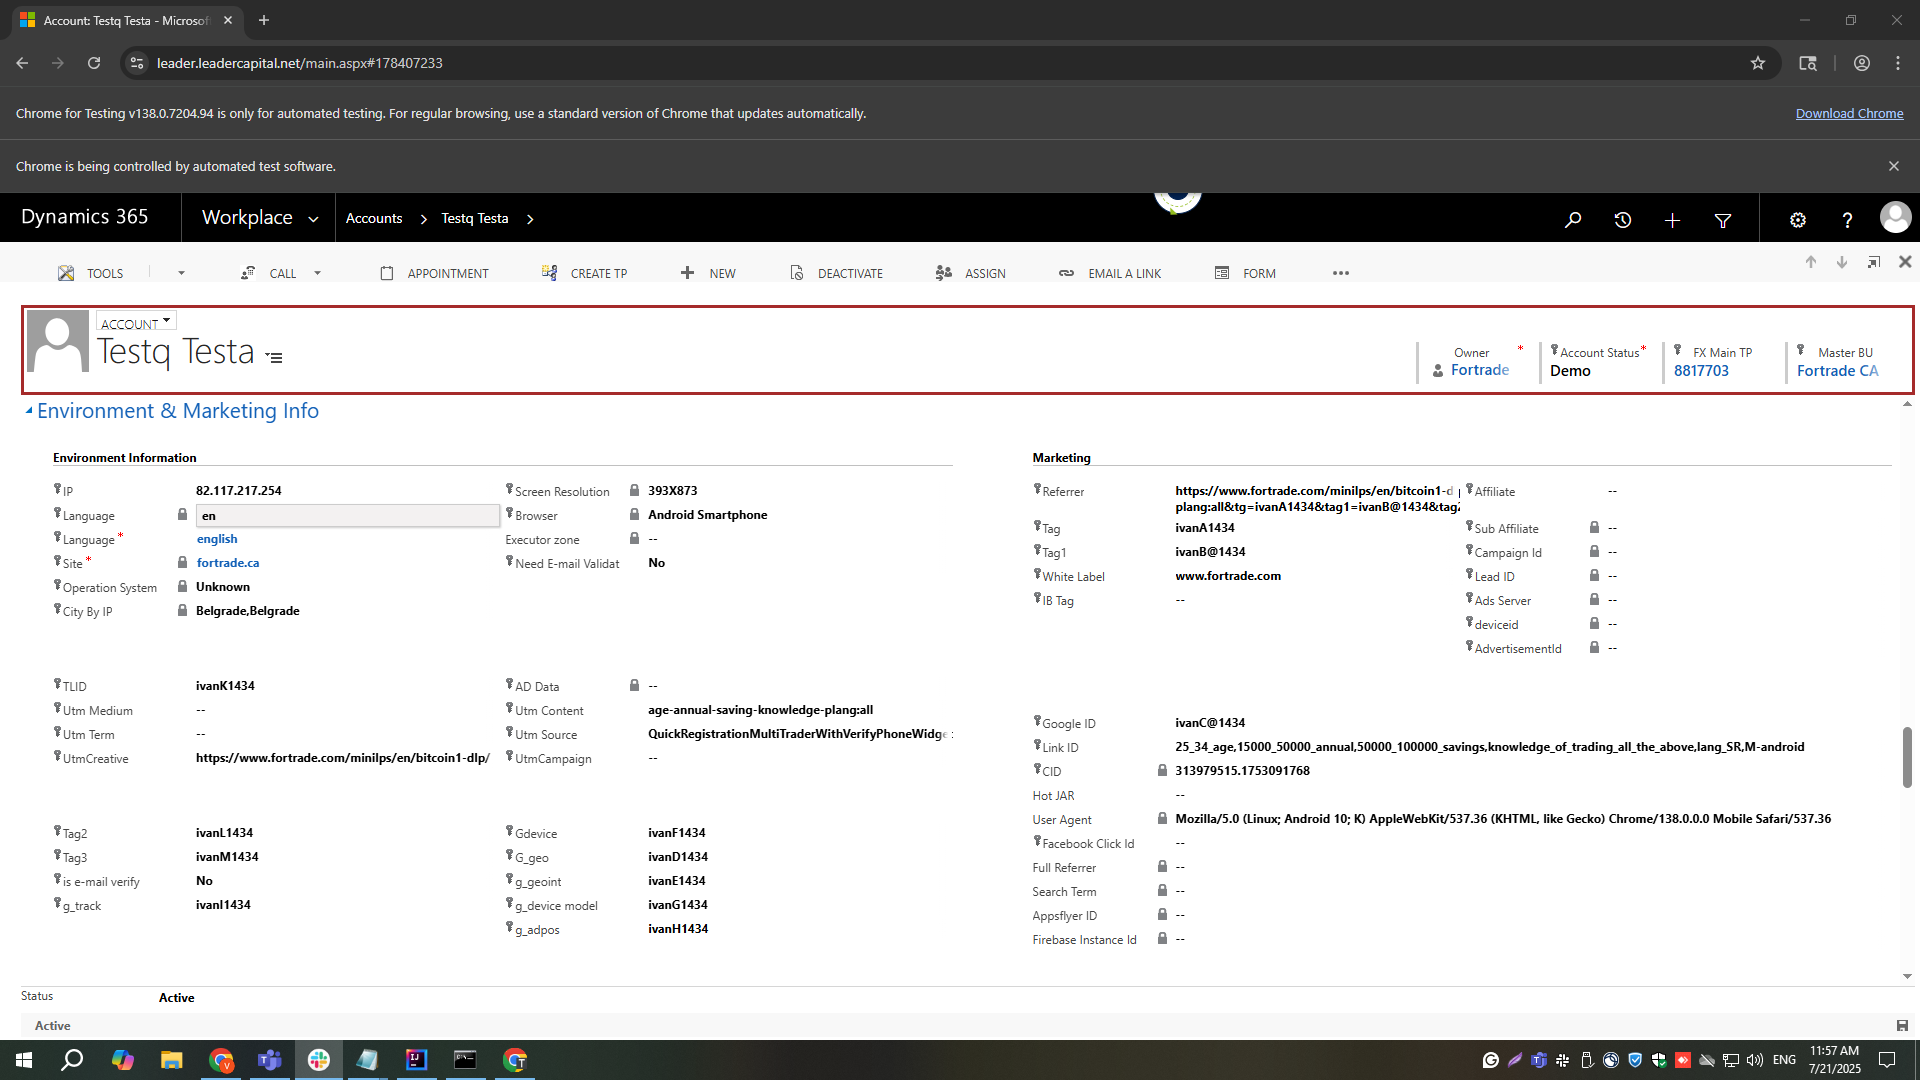 Account: Testq Testa - Microsof
leader.leadercapital.net/main.aspx#178407233
Chrome for Testing v138.0.7204.94 is only for automated testing. For regular browsing, use a standard version of Chrome that updates automatically.
Download Chrome
Chrome is being controlled by automated test software.
Dynamics 365
Workplace
Accounts
Testq Testa
TOOLS
CALL
APPOINTMENT
CREATE TP
NEW
DEACTIVATE
ASSIGN
EMAIL A LINK
FORM
ACCOUNT
Testq Testa
Owner *
Fortrade
Account Status*
Demo
FX Main TP
8817703
Master BU
Fortrade CA
Environment & Marketing Info
Environment Information
IP 82.117.217.254
Language en
Language* english
Site* fortrade.ca
Operation System Unknown
City By IP Belgrade,Belgrade
Screen Resolution 393X873
Browser Android Smartphone
Executor zone --
Need E-mail Validat No
TLID ivanK1434
Utm Medium --
Utm Term --
UtmCreative https://www.fortrade.com/minilps/en/bitcoin1-dlp/
AD Data --
Utm Content age-annual-saving-knowledge-plang:all
Utm Source QuickRegistrationMultiTraderWithVerifyPhoneWidge
UtmCampaign --
Tag2 ivanL1434
Tag3 ivanM1434
is e-mail verify No
g_track ivanI1434
Gdevice ivanF1434
G_geo ivanD1434
g_geoint ivanE1434
g_device model ivanG1434
g_adpos ivanH1434
Marketing
Referrer https://www.fortrade.com/minilps/en/bitcoin1-d
plang:all&tg=ivanA1434&tag1=ivanB@1434&tag2
Tag ivanA1434
Tag1 ivanB@1434
White Label www.fortrade.com
IB Tag --
Affiliate --
Sub Affiliate --
Campaign Id --
Lead ID --
Ads Server --
deviceid --
AdvertisementId --
Google ID ivanC@1434
Link ID 25_34_age,15000_50000_annual,50000_100000_savings,knowledge_of_trading_all_the_above,lang_SR,M-android
CID 313979515.1753091768
Hot JAR --
User Agent Mozilla/5.0 (Linux; Android 10; K) AppleWebKit/537.36 (KHTML, like Gecko) Chrome/138.0.0.0 Mobile Safari/537.36
Facebook Click Id --
Full Referrer --
Search Term --
Appsflyer ID --
Firebase Instance Id --
Status Active
Active
ENG
11:57 AM
7/21/2025